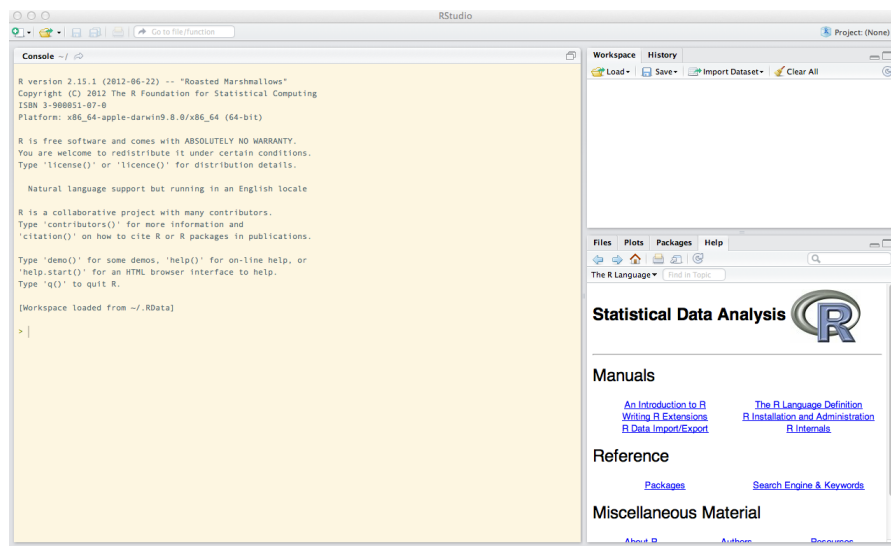 RStudio
Go to file/function
Project: (None)
Console ~/
R version 2.15.1 (2012-06-22) -- "Roasted Marshmallows"
Copyright (C) 2012 The R Foundation for Statistical Computing
ISBN 3-900051-07-0
Platform: x86_64-apple-darwin9.8.0/x86_64 (64-bit)
R is free software and comes with ABSOLUTELY NO WARRANTY.
You are welcome to redistribute it under certain conditions.
Type 'license()' or 'licence()' for distribution details.
Natural language support but running in an English locale
R is a collaborative project with many contributors.
Type 'contributors()' for more information and
'citation()' on how to cite R or R packages in publications.
Type 'demo()' for some demos, 'help()' for on-line help, or
'help.start()' for an HTML browser interface to help.
Type 'q()' to quit R.
[Workspace loaded from ~/.RData]
>
Workspace History
Load Save Import Dataset Clear All
Files Plots Packages Help
The R Language Find in Topic
Statistical Data Analysis R
Manuals
An Introduction to R The R Language Definition
Writing R Extensions R Installation and Administration
R Data Import/Export R Internals
Reference
Packages Search Engine & Keywords
Miscellaneous Material
About R Authors Resources